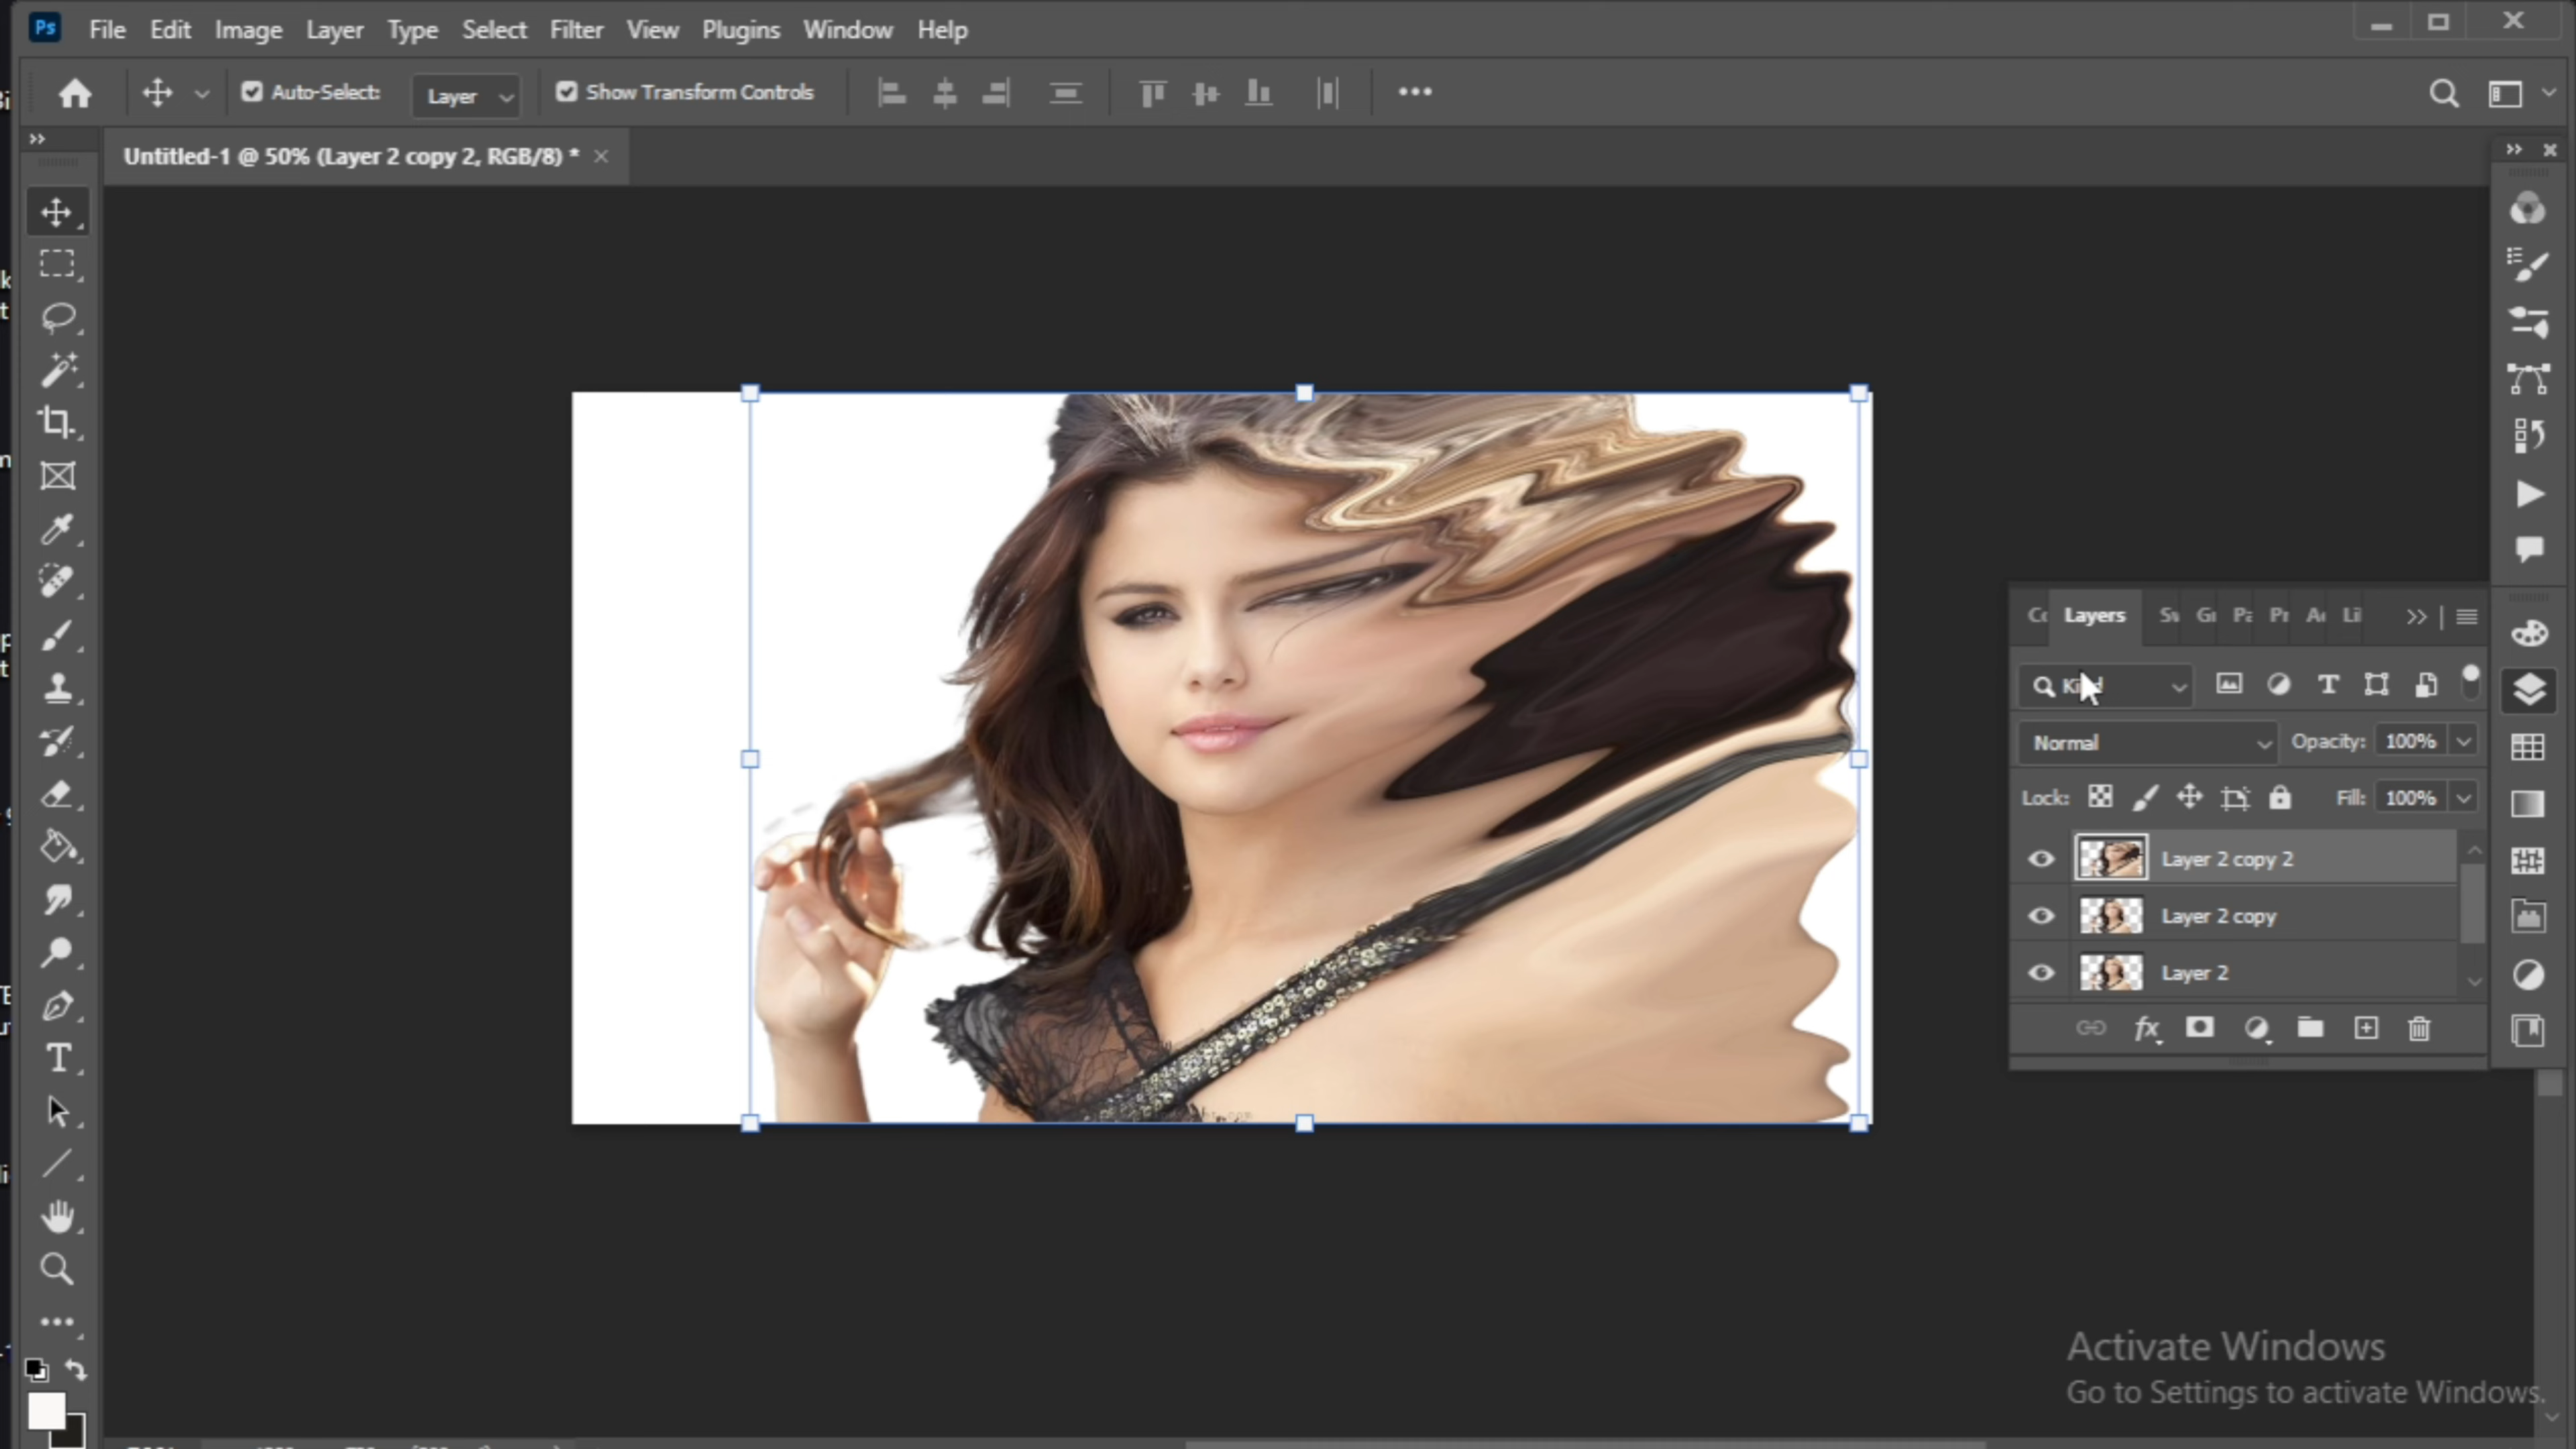 Ps File Edit Image Layer Type Select Filter View Plugins Window Help
Auto-Select: Layer Show Transform Controls
Untitled-1 @ 50% (Layer 2 copy 2, RGB/8) *
Layers
Normal Opacity: 100%
Lock: Fill: 100%
Layer 2 copy 2
Layer 2 copy
Layer 2
fx
Activate Windows
Go to Settings to activate Windows.